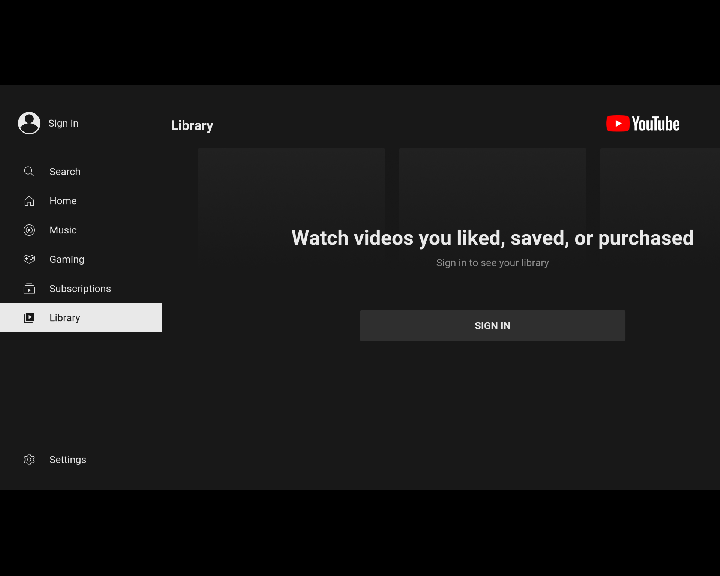 Sign In
Search
Home
Music
Gaming
Subscriptions
Library
Settings
Library
YouTube
Watch videos you liked, saved, or purchased
Sign in to see your library
SIGN IN